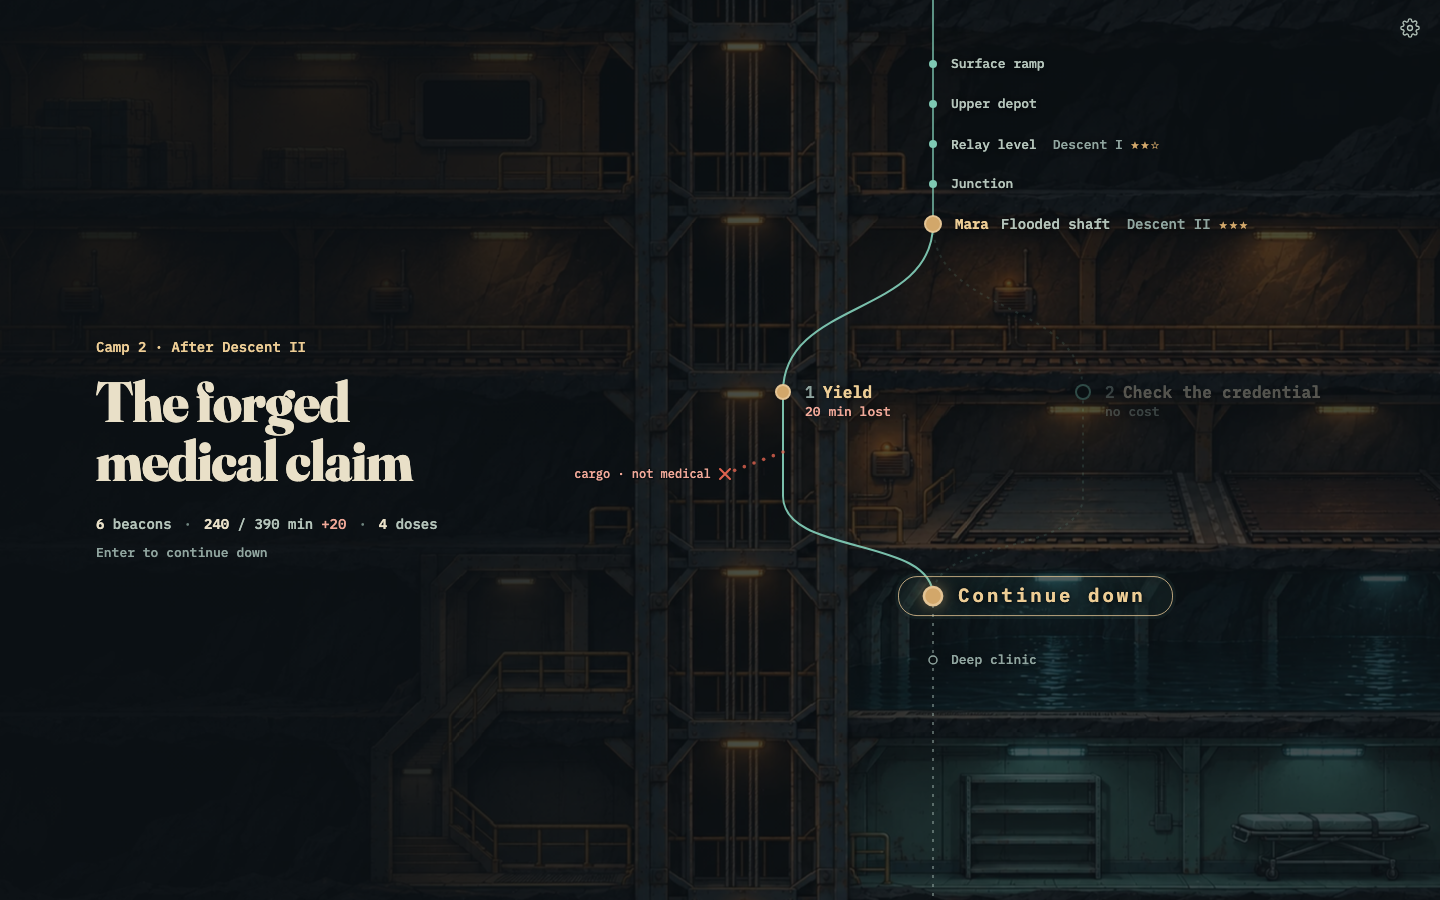 Surface ramp
Upper depot
Relay level Descent I ★★☆
Junction
Mara Flooded shaft Descent II ★★★
Camp 2 · After Descent II
The forged
medical claim
6 beacons · 240 / 390 min +20 · 4 doses
Enter to continue down
1 Yield
20 min lost
2 Check the credential
no cost
cargo · not medical
Continue down
Deep clinic